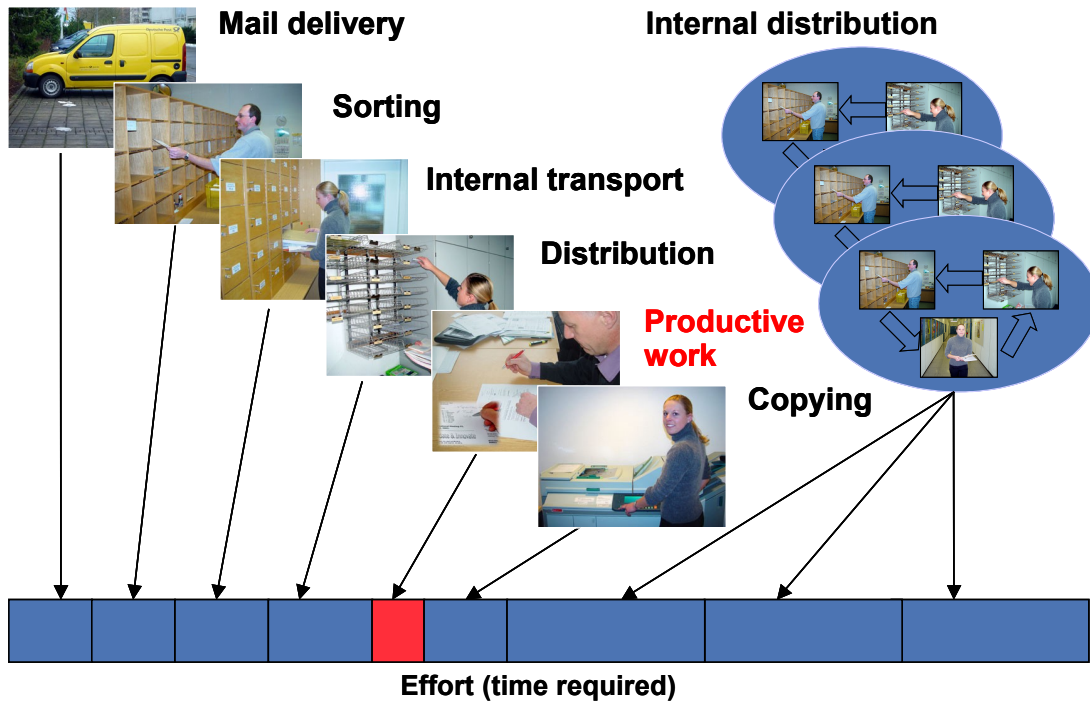 Mail delivery
Internal distribution
Sorting
Internal transport
Distribution
Productive
work
Copying
Effort (time required)